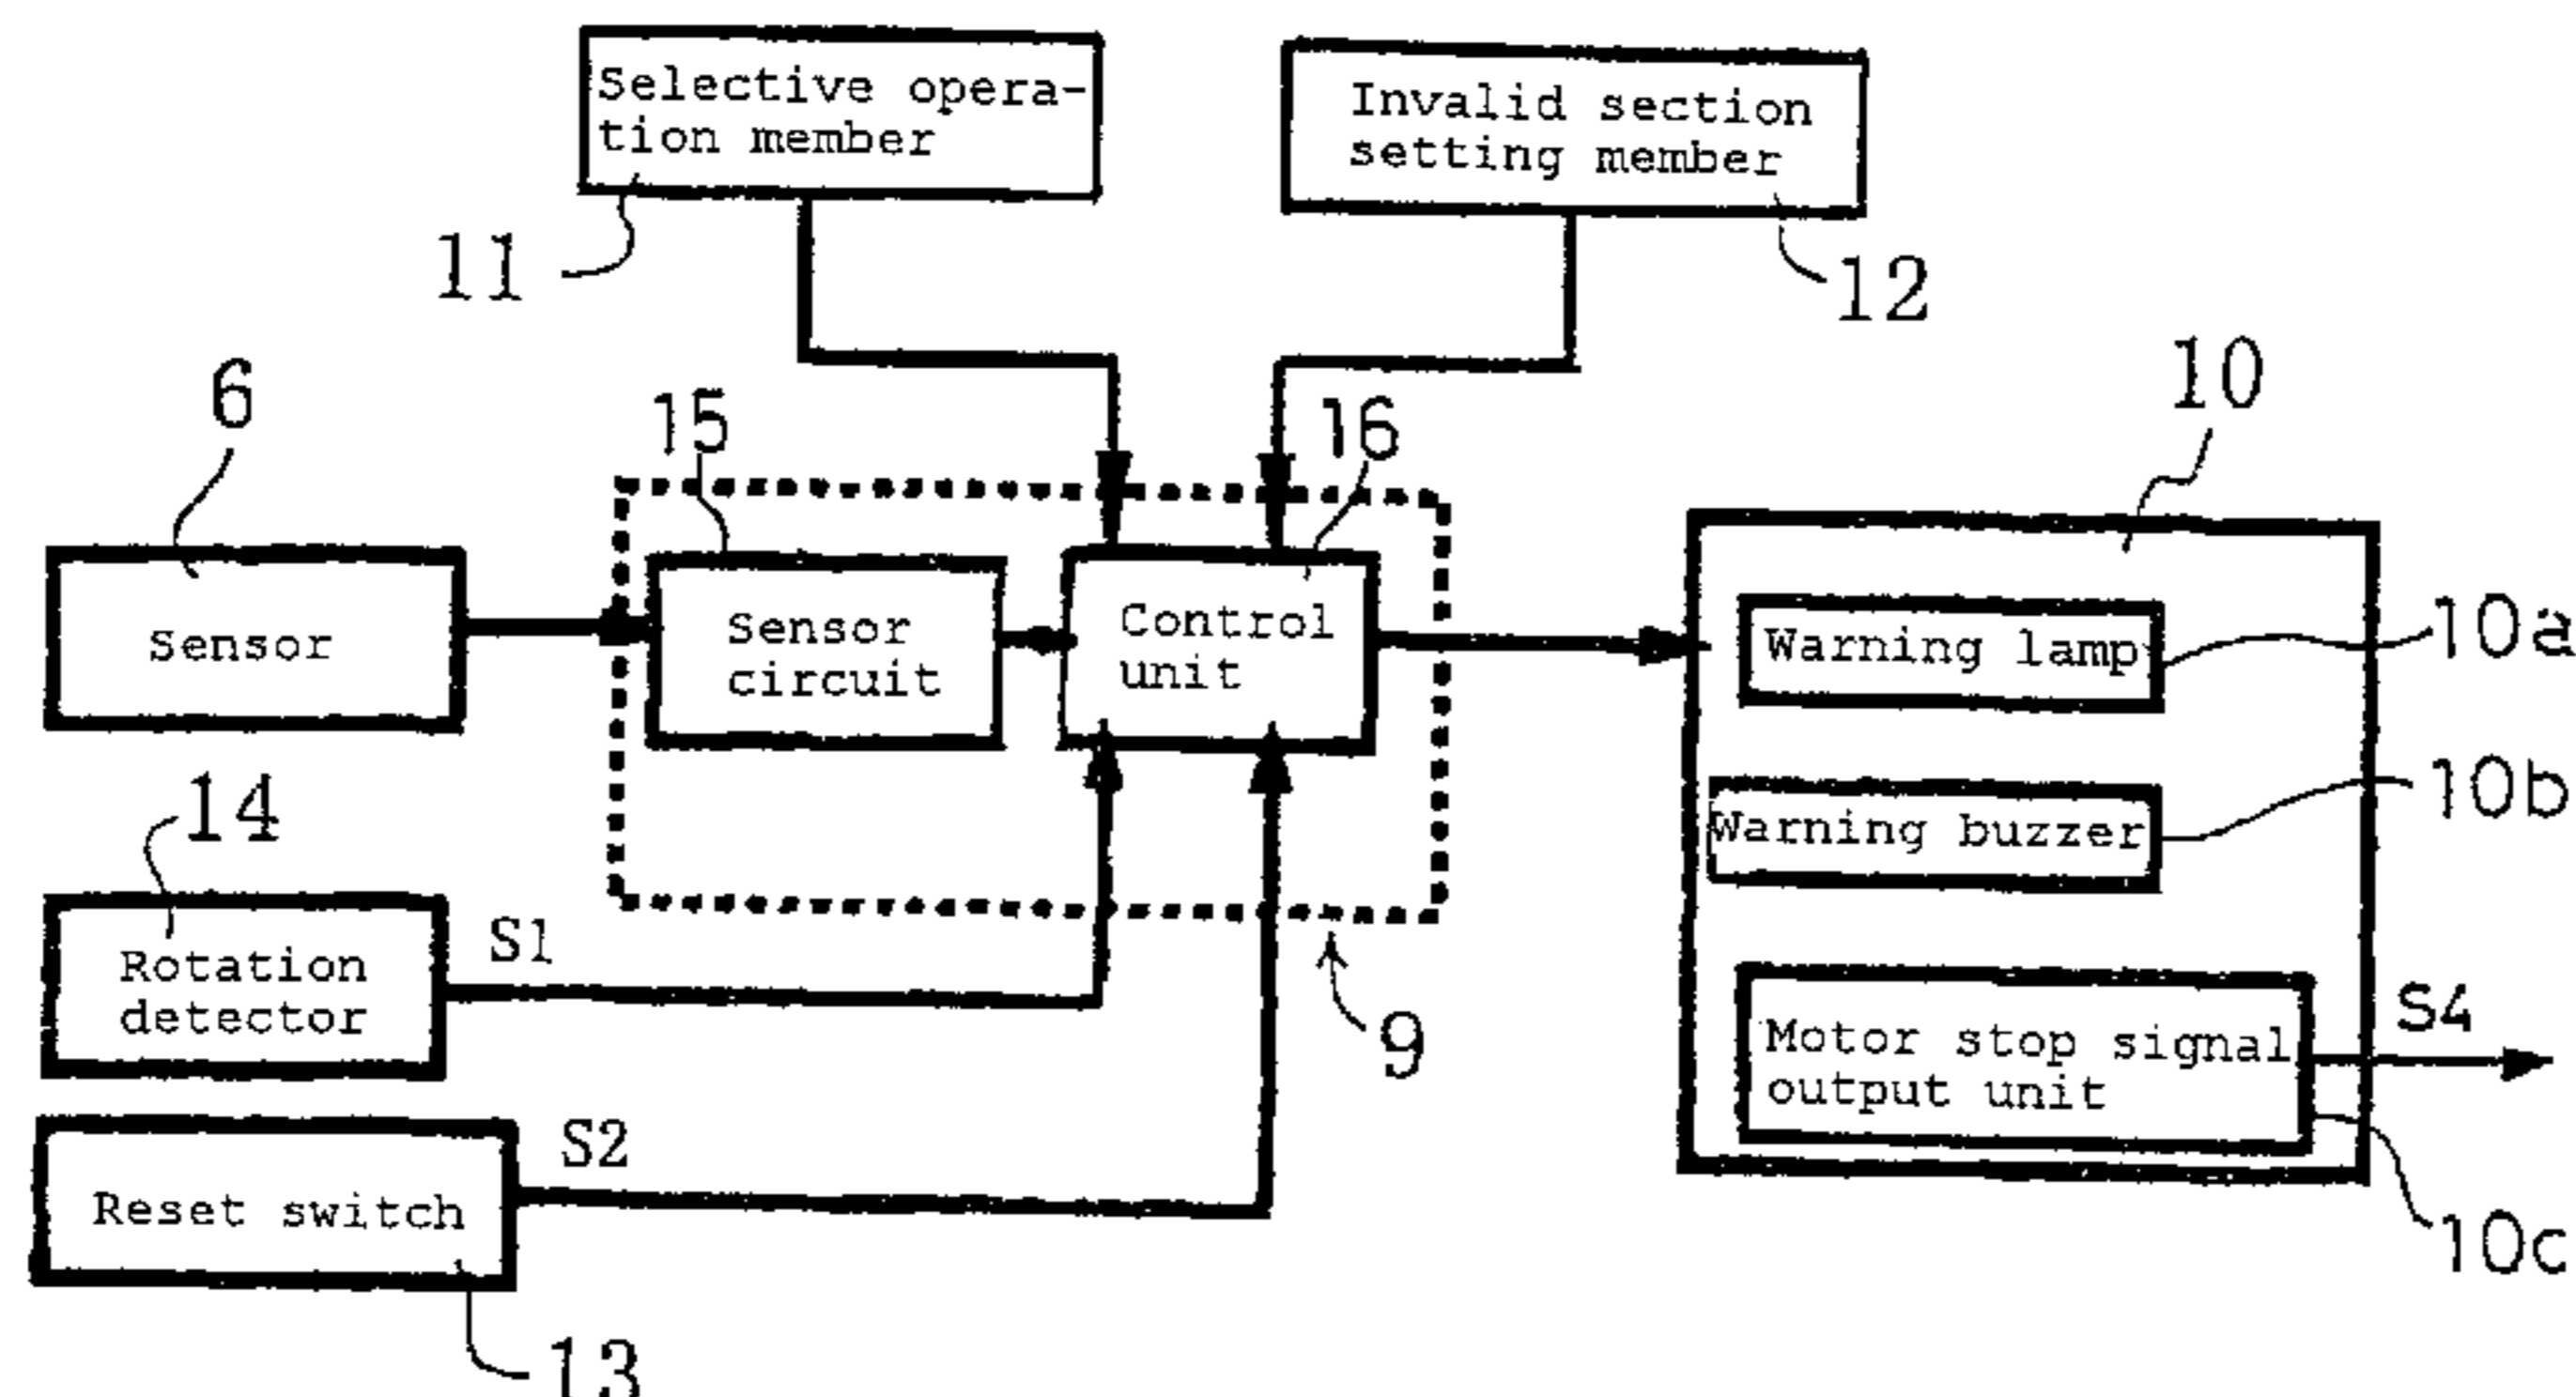 Selective opera-
tion member
11
Invalid section
setting member
12
6
Sensor
15
Sensor
circuit
16
Control
unit
10
Warning lamp
10a
Warning buzzer
10b
Motor stop signal
output unit
10c
S4
14
Rotation
detector
S1
9
Reset switch
S2
13